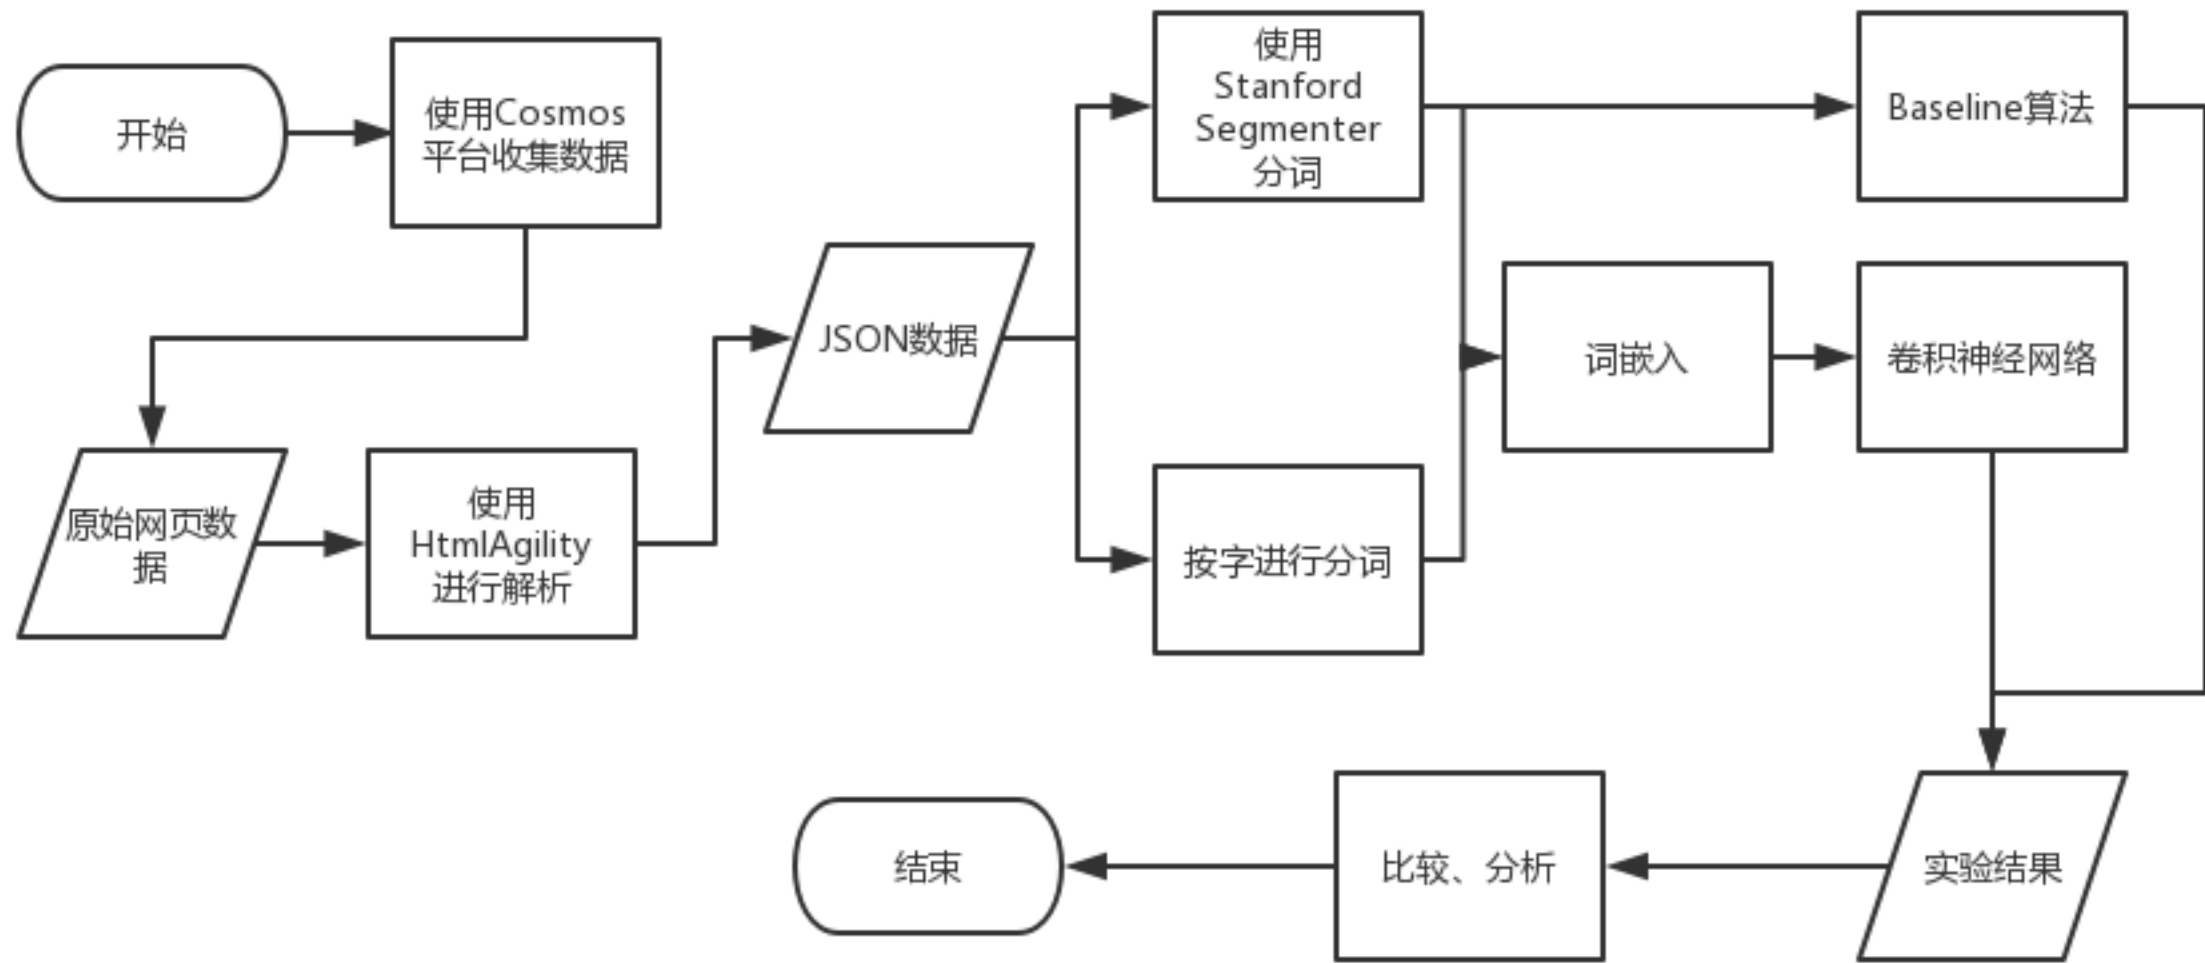 开始
使用Cosmos
平台收集数据
原始网页数
据
使用
HtmlAgility
进行解析
JSON数据
使用
Stanford
Segmenter
分词
按字进行分词
词嵌入
Baseline算法
卷积神经网络
实验结果
比较、分析
结束